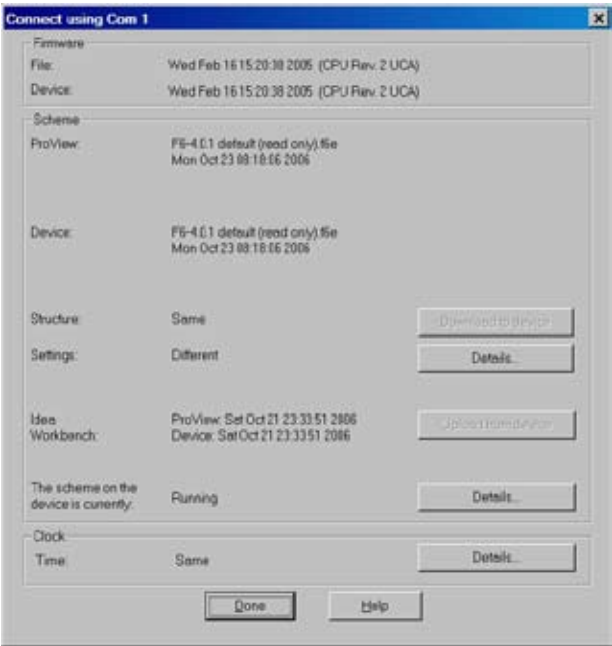 Connect using Com 1
Firmware
File: Wed Feb 16 15:20:38 2005 (CPU Rev. 2 UCA)
Device: Wed Feb 16 15:20:38 2005 (CPU Rev. 2 UCA)
Scheme
ProView: F6-4.0.1 default (read only).f6e
Mon Oct 23 08:18:06 2006
Device: F6-4.0.1 default (read only).f6e
Mon Oct 23 08:18:06 2006
Structure: Same Download to device
Settings: Different Details...
Idea Workbench: ProView: Sat Oct 21 23:33:51 2006
Device: Sat Oct 21 23:33:51 2006
Upload from device
The scheme on the
device is currently: Running Details...
Clock
Time: Same Details...
Done Help